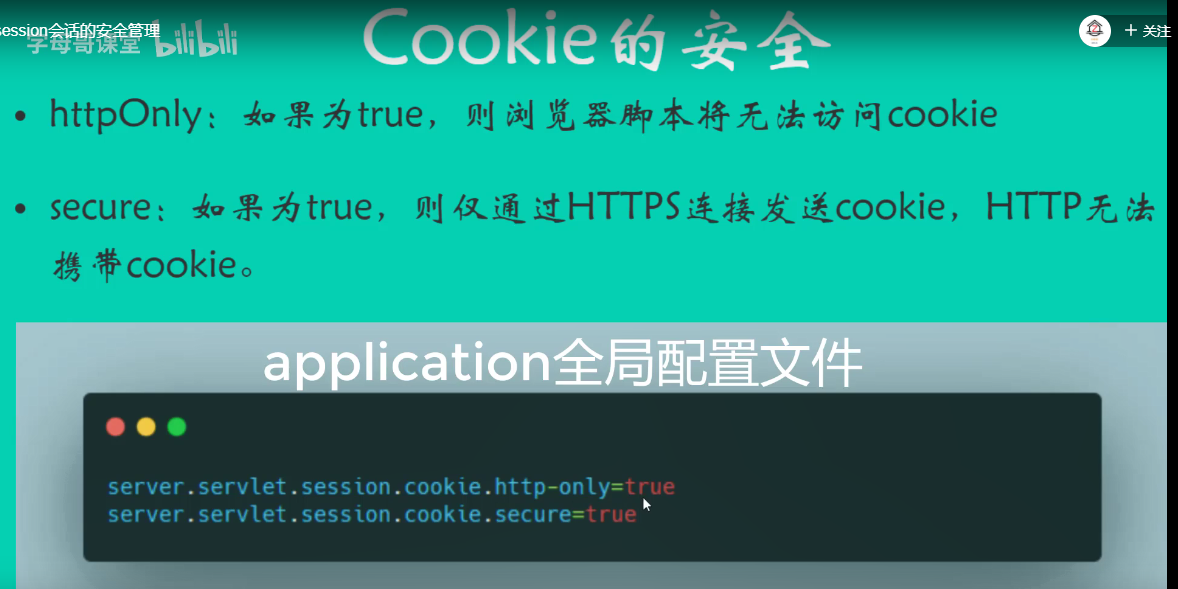 session会话的安全管理
字母哥课堂 bilibili
+ 关注
Cookie的安全
• httpOnly：如果为true，则浏览器脚本将无法访问cookie
• secure：如果为true，则仅通过HTTPS连接发送cookie，HTTP无法
携带cookie。
application全局配置文件
server.servlet.session.cookie.http-only=true
server.servlet.session.cookie.secure=true